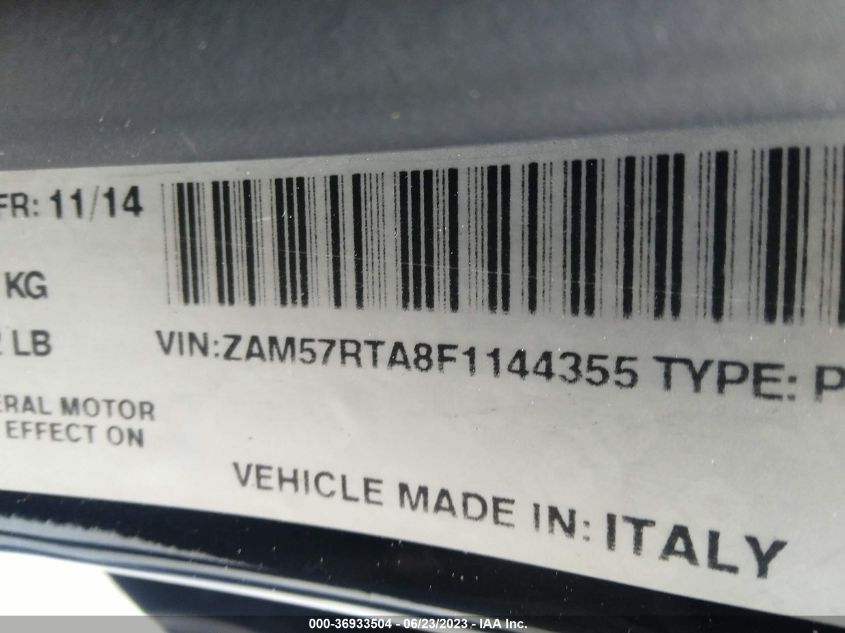 FR: 11/14
KG
LB
VIN:ZAM57RTA8F1144355 TYPE: P
ERAL MOTOR
EFFECT ON
VEHICLE MADE IN: ITALY
000-36933504 - 06/23/2023 - IAA Inc.